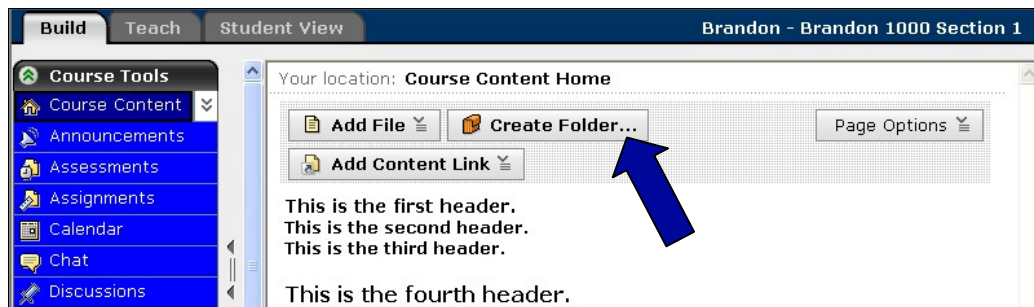 Build Teach Student View Brandon - Brandon 1000 Section 1
Course Tools
Course Content
Announcements
Assessments
Assignments
Calendar
Chat
Discussions
Your location: Course Content Home
Add File Create Folder... Page Options
Add Content Link
This is the first header.
This is the second header.
This is the third header.
This is the fourth header.